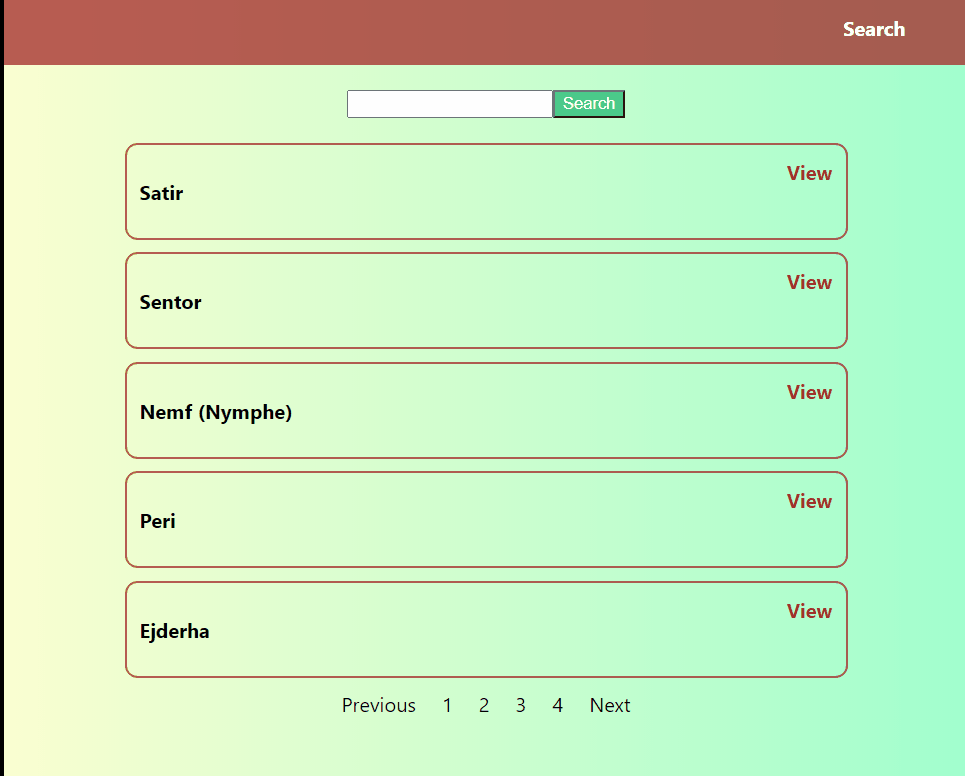 Search
Search
View
Satir
View
Sentor
View
Nemf (Nymphe)
View
Peri
View
Ejderha
Previous 1 2 3 4 Next